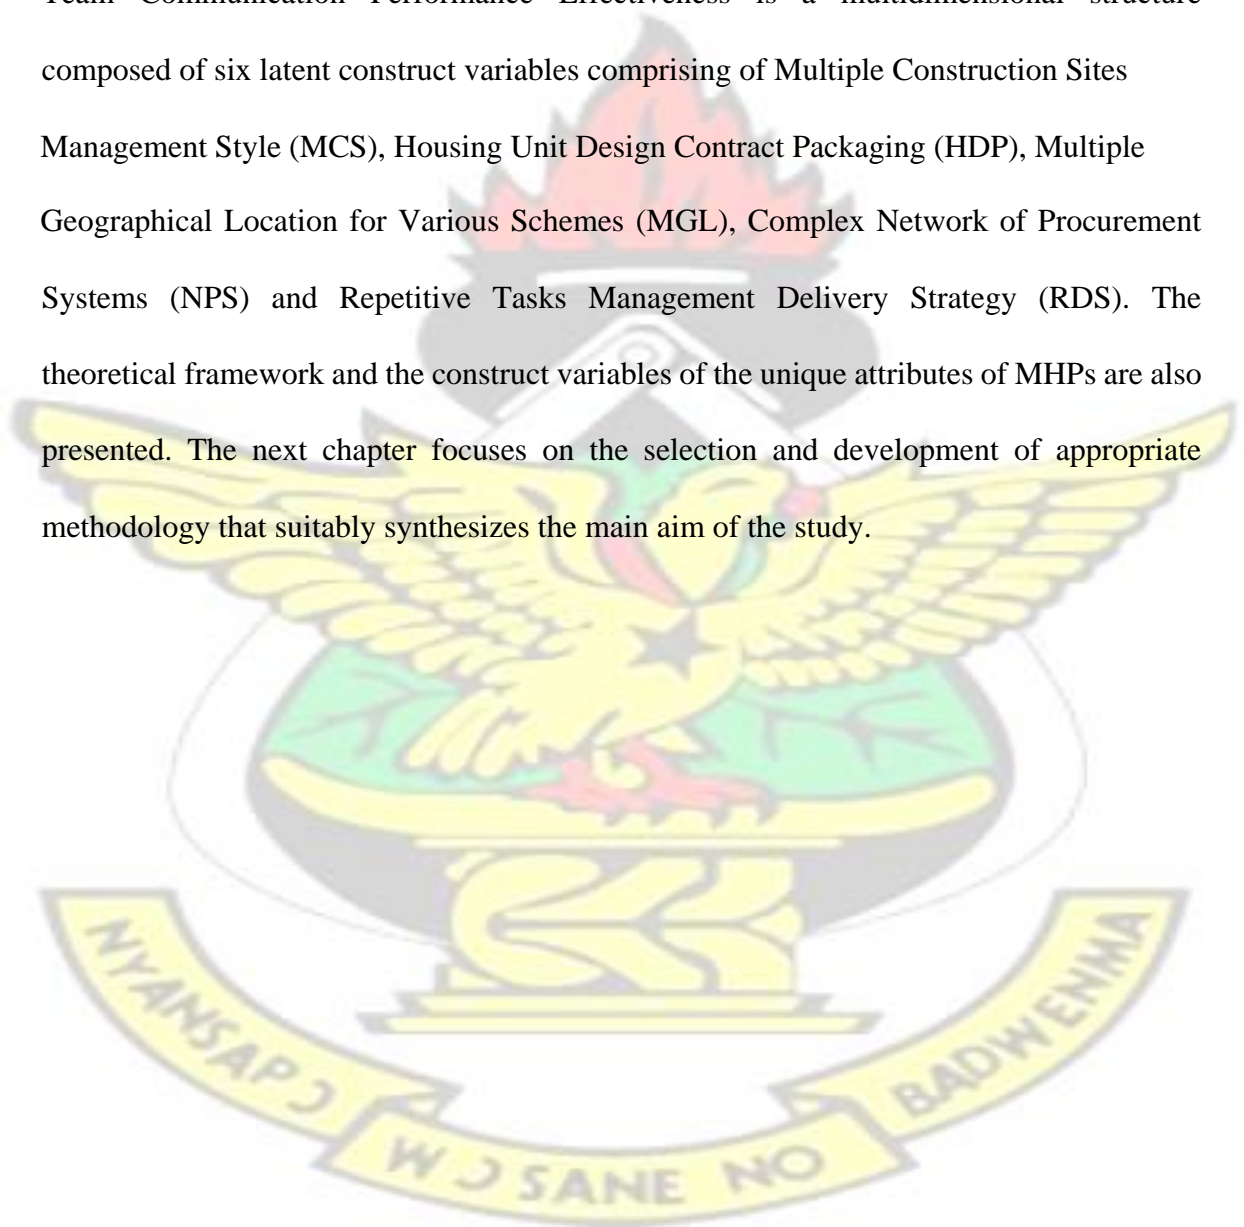 Team Communication Performance Effectiveness is a multidimensional structure
composed of six latent construct variables comprising of Multiple Construction Sites
Management Style (MCS), Housing Unit Design Contract Packaging (HDP), Multiple
Geographical Location for Various Schemes (MGL), Complex Network of Procurement
Systems (NPS) and Repetitive Tasks Management Delivery Strategy (RDS). The
theoretical framework and the construct variables of the unique attributes of MHPs are also
presented. The next chapter focuses on the selection and development of appropriate
methodology that suitably synthesizes the main aim of the study.
NYANSAPƆ
WƆSANE NO
BADWENMA